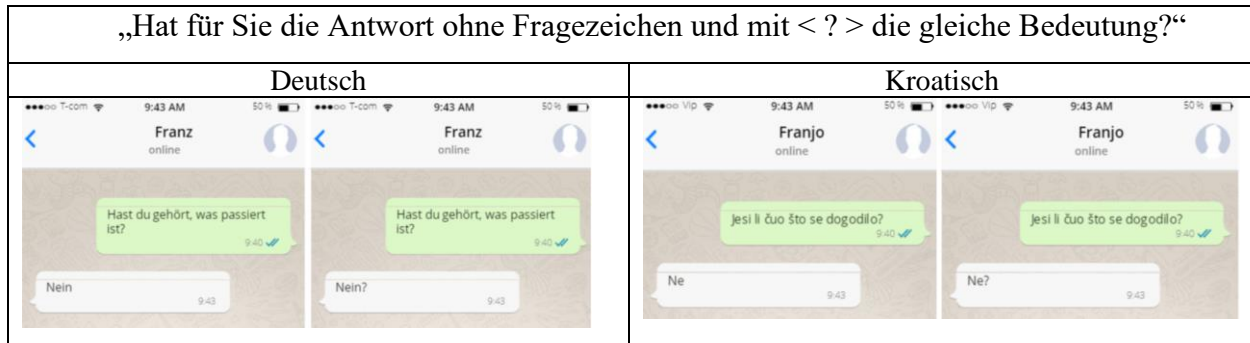 „Hat für Sie die Antwort ohne Fragezeichen und mit < ? > die gleiche Bedeutung?“
Deutsch
T-com 9:43 AM 50 %
Franz
online
Hast du gehört, was passiert
ist?
9:40
Nein
9:43
T-com 9:43 AM 50 %
Franz
online
Hast du gehört, was passiert
ist?
9:40
Nein?
9:43
Kroatisch
Vip 9:43 AM 50 %
Franjo
online
Jesi li čuo što se dogodilo?
9:40
Ne
9:43
Vip 9:43 AM 50 %
Franjo
online
Jesi li čuo što se dogodilo?
9:40
Ne?
9:43